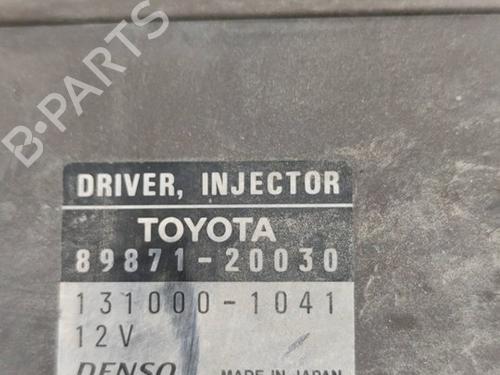 B-PARTS
DRIVER, INJECTOR
TOYOTA
89871-20030
131000-1041
12V
DENSO MADE IN JAPAN